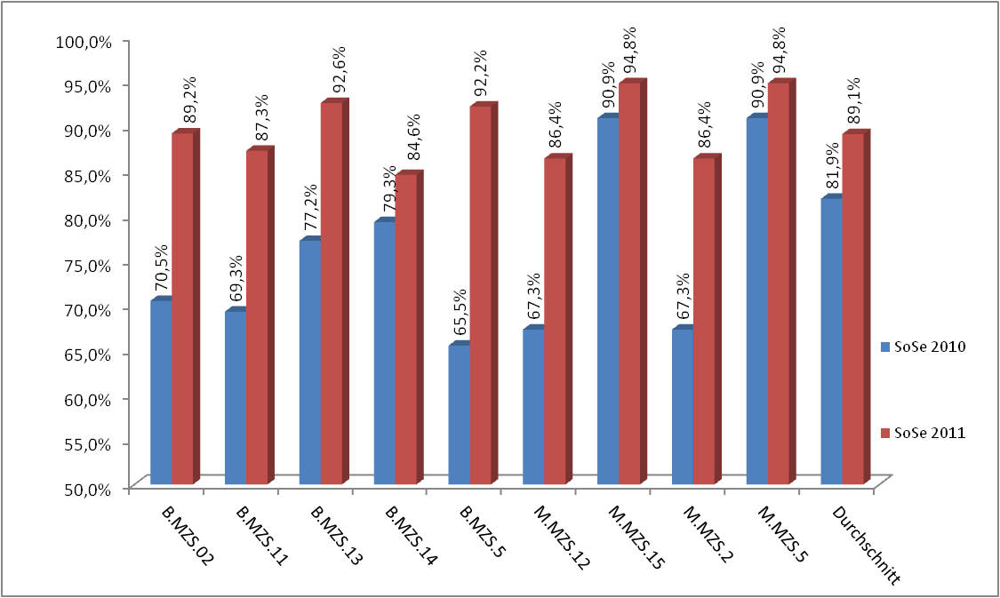 100,0%
95,0%
90,0%
85,0%
80,0%
75,0%
70,0%
65,0%
60,0%
55,0%
50,0%
70,5%
89,2%
69,3%
87,3%
77,2%
92,6%
79,3%
84,6%
65,5%
92,2%
67,3%
86,4%
90,9%
94,8%
67,3%
86,4%
90,9%
94,8%
81,9%
89,1%
B.MZS.02
B.MZS.11
B.MZS.13
B.MZS.14
B.MZS.5
M.MZS.12
M.MZS.15
M.MZS.2
M.MZS.5
Durchschnitt
SoSe 2010
SoSe 2011